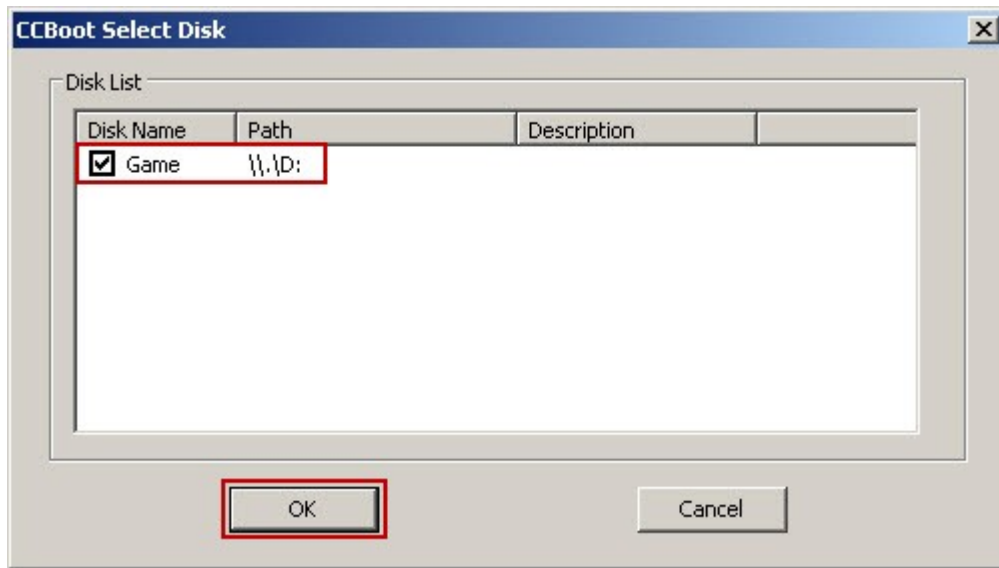 CCBoot Select Disk
Disk List
Disk Name Path Description
Game \\.\D:
OK Cancel